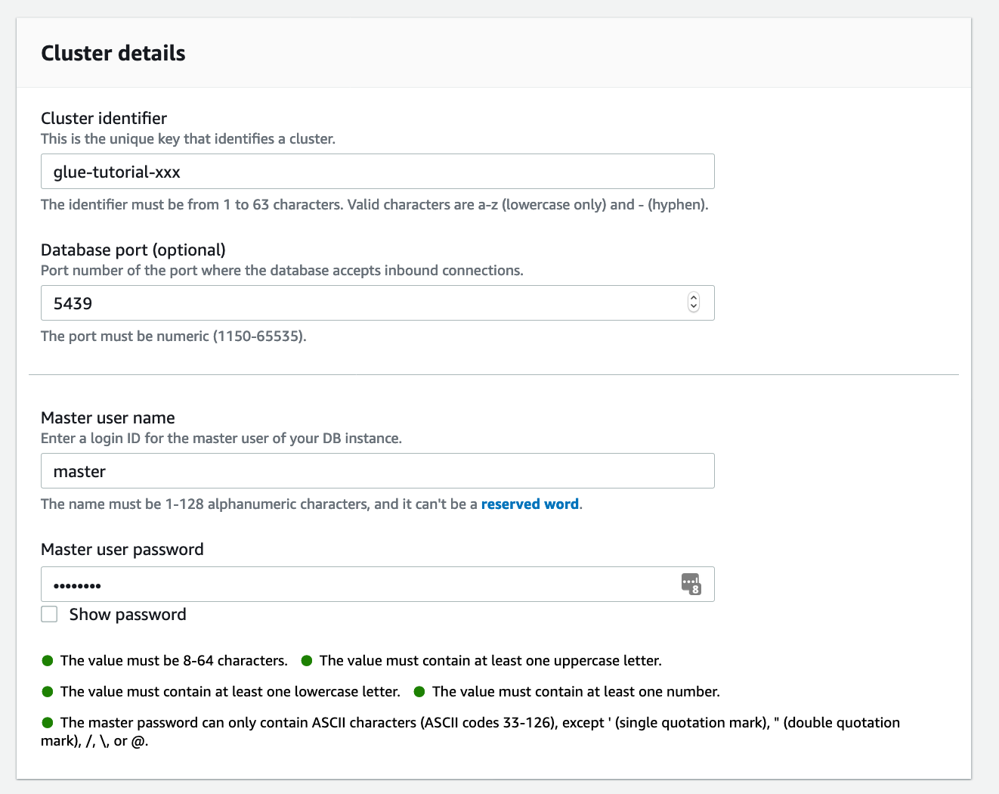 Cluster details
Cluster identifier
This is the unique key that identifies a cluster.
glue-tutorial-xxx
The identifier must be from 1 to 63 characters. Valid characters are a-z (lowercase only) and - (hyphen).
Database port (optional)
Port number of the port where the database accepts inbound connections.
5439
The port must be numeric (1150-65535).
Master user name
Enter a login ID for the master user of your DB instance.
master
The name must be 1-128 alphanumeric characters, and it can't be a reserved word.
Master user password
••••••••
8
Show password
The value must be 8-64 characters. The value must contain at least one uppercase letter.
The value must contain at least one lowercase letter. The value must contain at least one number.
The master password can only contain ASCII characters (ASCII codes 33-126), except ' (single quotation mark), " (double quotation
mark), /, \, or @.